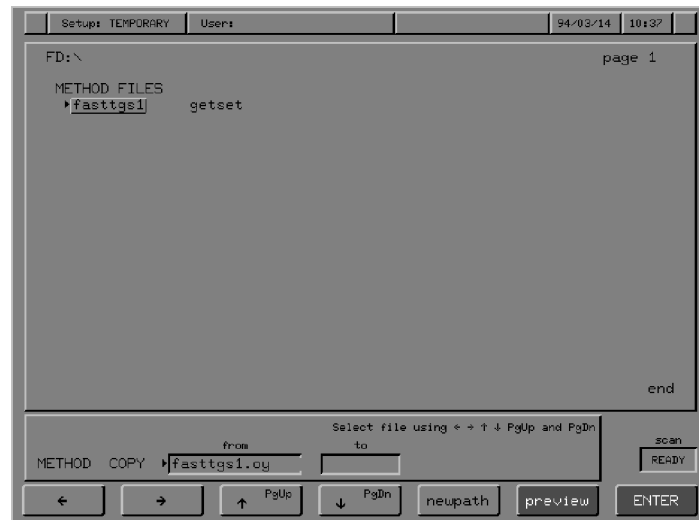 Setup: TEMPORARY User: 94/03/14 10:37
FD:\ page 1
METHOD FILES
fasttgs1 getset
end
Select file using ← → ↑ ↓ PgUp and PgDn
from to
METHOD COPY fasttgs1.oy
scan
READY
← → ↑ PgUp ↓ PgDn newpath preview ENTER